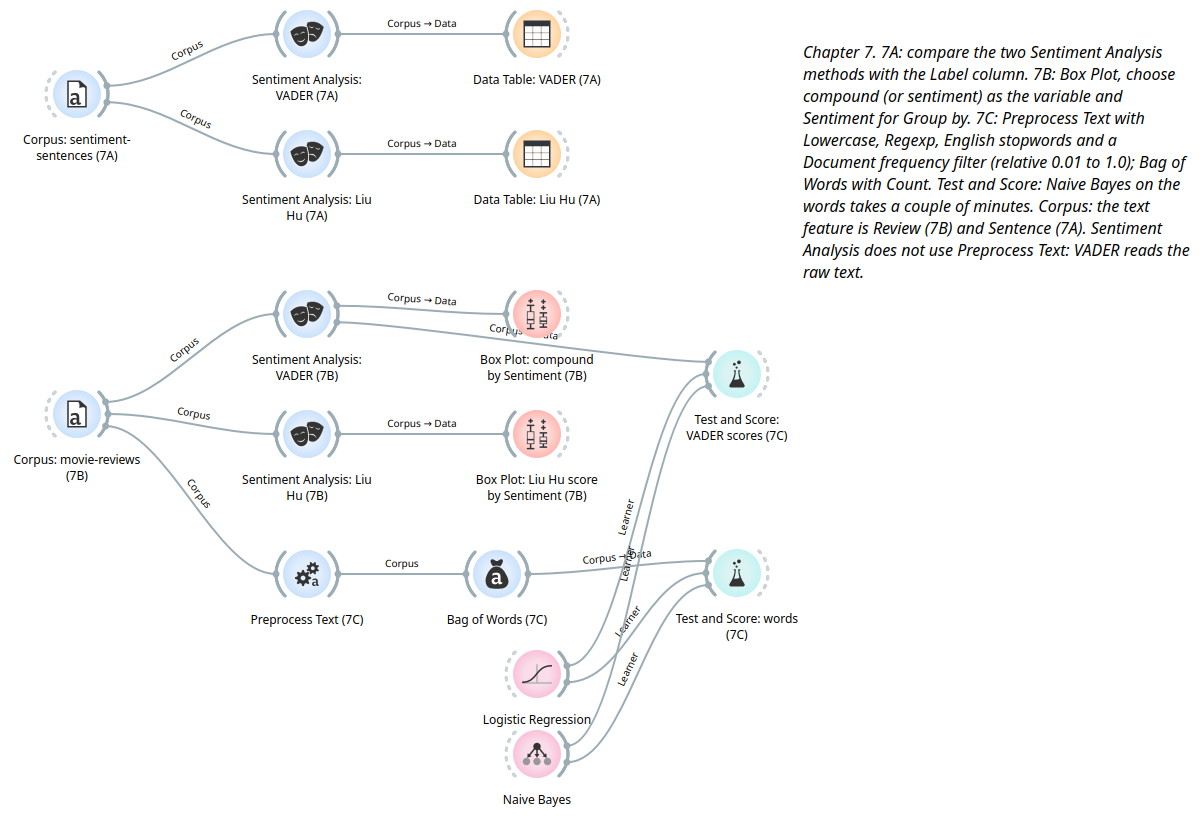 Corpus
Corpus → Data
Sentiment Analysis:
VADER (7A)
Data Table: VADER (7A)
Corpus: sentiment-
sentences (7A)
Corpus
Corpus → Data
Sentiment Analysis: Liu
Hu (7A)
Data Table: Liu Hu (7A)
Chapter 7. 7A: compare the two Sentiment Analysis
methods with the Label column. 7B: Box Plot, choose
compound (or sentiment) as the variable and
Sentiment for Group by. 7C: Preprocess Text with
Lowercase, Regexp, English stopwords and a
Document frequency filter (relative 0.01 to 1.0); Bag of
Words with Count. Test and Score: Naive Bayes on the
words takes a couple of minutes. Corpus: the text
feature is Review (7B) and Sentence (7A). Sentiment
Analysis does not use Preprocess Text: VADER reads the
raw text.
Corpus
Corpus → Data
Sentiment Analysis:
VADER (7B)
Box Plot: compound
by Sentiment (7B)
Test and Score:
VADER scores (7C)
Corpus: movie-reviews
(7B)
Corpus
Corpus → Data
Sentiment Analysis: Liu
Hu (7B)
Box Plot: Liu Hu score
by Sentiment (7B)
Corpus
Corpus
Corpus → Data
Preprocess Text (7C)
Bag of Words (7C)
Test and Score: words
(7C)
Learner
Learner
Learner
Learner
Logistic Regression
Naive Bayes